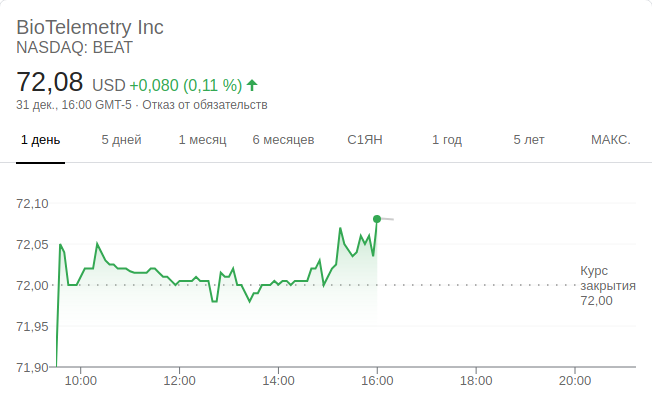 BioTelemetry Inc
NASDAQ: BEAT
72,08 USD +0,080 (0,11 %)
31 дек., 16:00 GMT-5 · Отказ от обязательств
1 день 5 дней 1 месяц 6 месяцев С1ЯН 1 год 5 лет МАКС.
72,10
72,05
72,00
71,95
71,90
Курс
закрытия
72,00
10:00 12:00 14:00 16:00 18:00 20:00